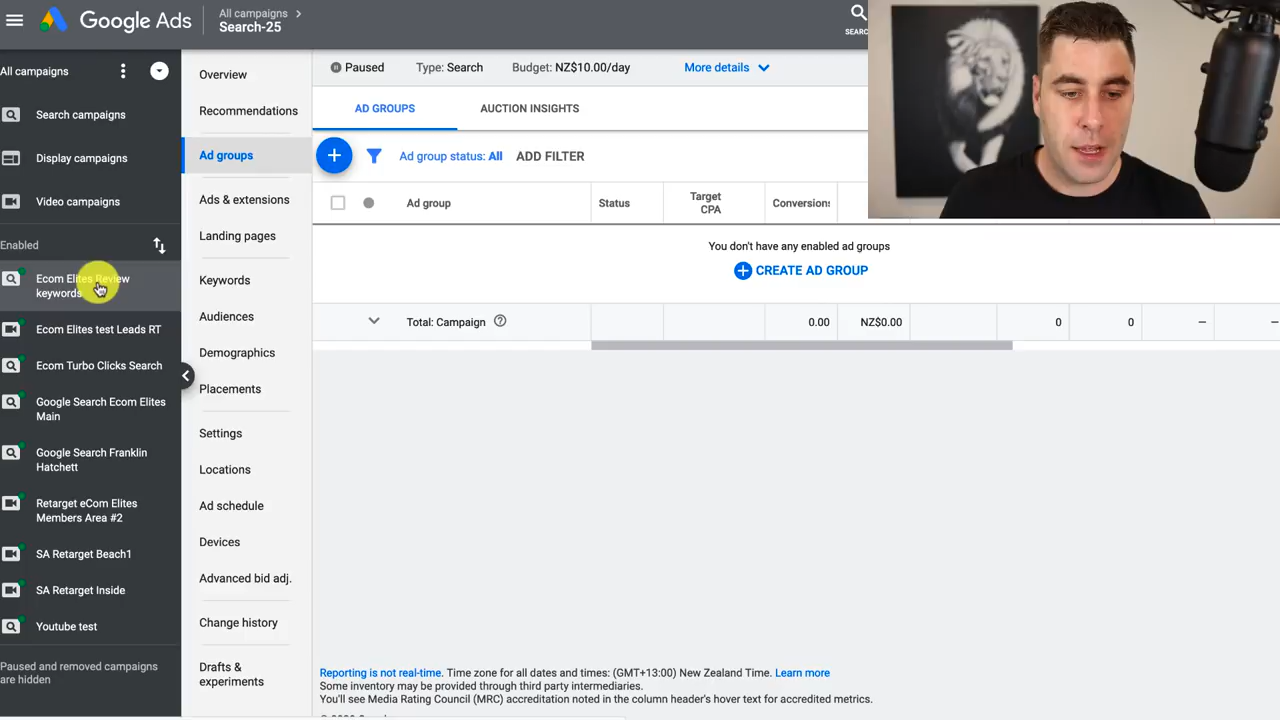 Google Ads
All campaigns
Search-25
SEARC
All campaigns
Search campaigns
Display campaigns
Video campaigns
Enabled
Ecom Elites Review
keywords
Ecom Elites test Leads RT
Ecom Turbo Clicks Search
Google Search Ecom Elites
Main
Google Search Franklin
Hatchett
Retarget eCom Elites
Members Area #2
SA Retarget Beach1
SA Retarget Inside
Youtube test
Paused and removed campaigns
are hidden
Overview
Recommendations
Ad groups
Ads & extensions
Landing pages
Keywords
Audiences
Demographics
Placements
Settings
Locations
Ad schedule
Devices
Advanced bid adj.
Change history
Drafts &
experiments
Paused Type: Search Budget: NZ$10.00/day More details
AD GROUPS AUCTION INSIGHTS
Ad group status: All ADD FILTER
Ad group Status Target CPA Conversions
You don't have any enabled ad groups
CREATE AD GROUP
Total: Campaign 0.00 NZ$0.00 0 0 — —
Reporting is not real-time. Time zone for all dates and times: (GMT+13:00) New Zealand Time. Learn more
Some inventory may be provided through third party intermediaries.
You'll see Media Rating Council (MRC) accreditation noted in the column header's hover text for accredited metrics.